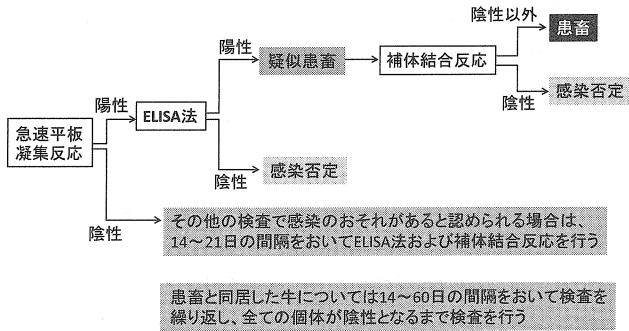 陰性以外
患畜
陽性
疑似患畜
補体結合反応
陽性
ELISA法
陰性
感染否定
急速平板
凝集反応
陰性
感染否定
陰性
その他の検査で感染のおそれがあると認められる場合は、
14～21日の間隔をおいてELISA法および補体結合反応を行う
患畜と同居した牛については14～60日の間隔をおいて検査を
繰り返し、全ての個体が陰性となるまで検査を行う